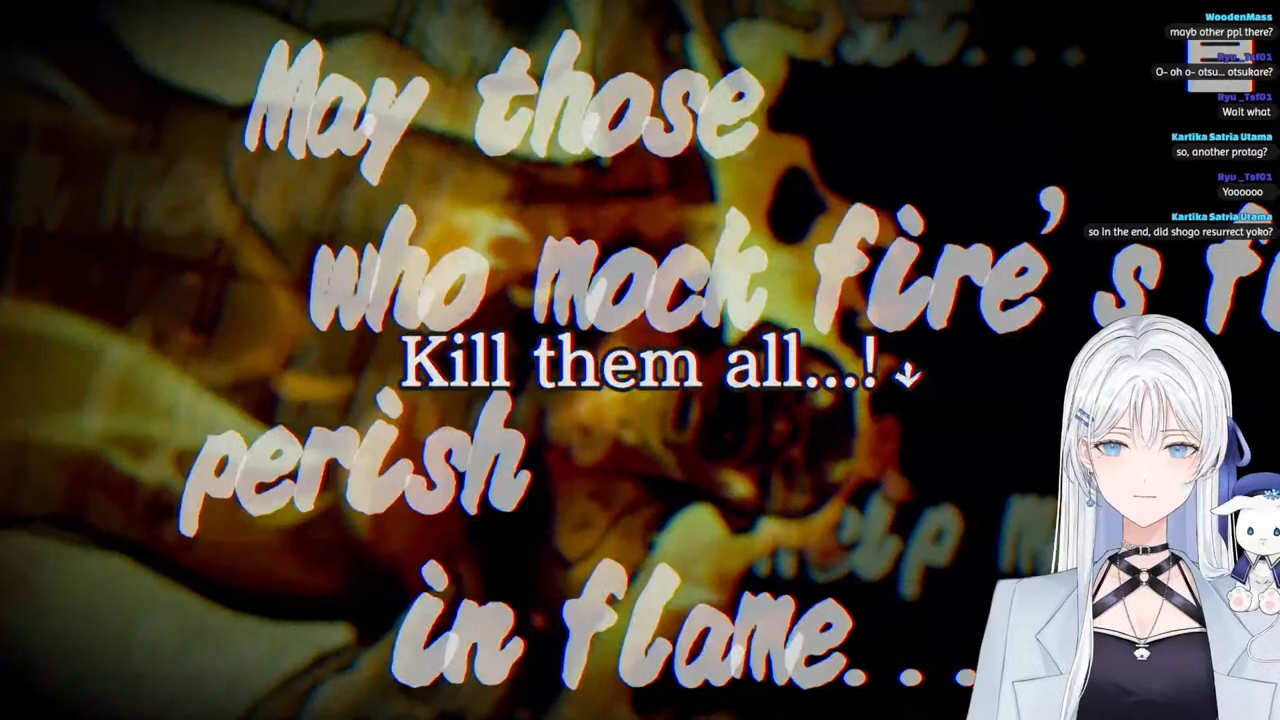 May those
who mock fire's f
Kill them all...!
perish
in flame...
WoodenMass
mayb other ppl there?
Ryu_Tsf01
O- oh o- otsu... otsukare?
Ryu_Tsf01
Wait what
Kartika Satria Utama
so, another protag?
Ryu_Tsf01
Yoooooo
Kartika Satria Utama
so in the end, did shogo resurrect yoko?